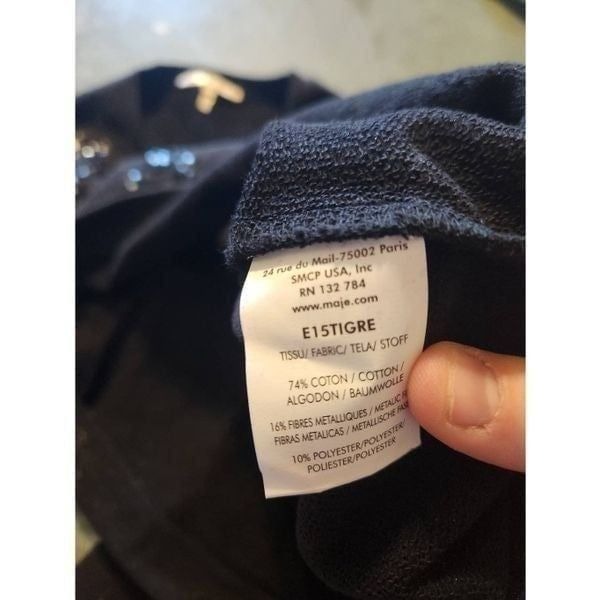 24 rue du Mail-75002 Paris
SMCP USA, Inc
RN 132 784
www.maje.com
E15TIGRE
TISSU/ FABRIC/ TELA/ STOFF
74% COTON / COTTON /
ALGODON / BAUMWOLLE
16% FIBRES METALLIQUES / METALIC
FIBRAS METALICAS / METALLISCHE
10% POLYESTER/POLYESTER/
POLIESTER/POLYESTER